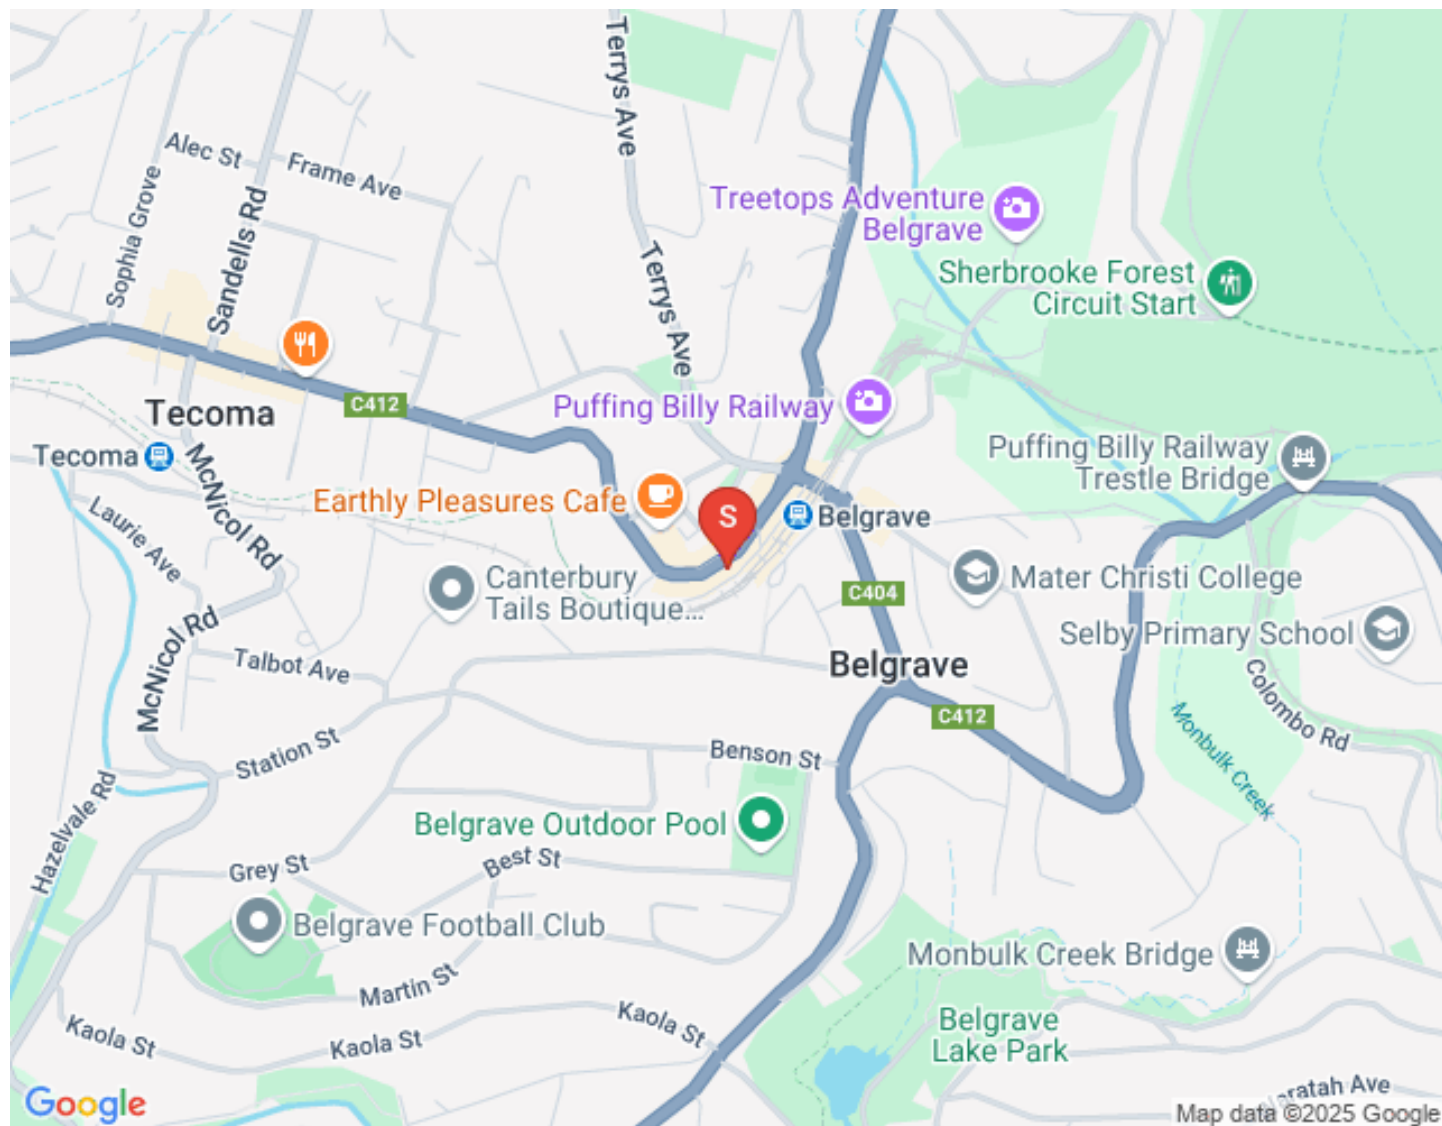 Terrys Ave
Alec St
Frame Ave
Sophia Grove
Sandells Rd
Treetops Adventure
Belgrave
Terrys Ave
Sherbrooke Forest
Circuit Start
C412
Tecoma
Puffing Billy Railway
Tecoma
McNicol Rd
Puffing Billy Railway
Trestle Bridge
Earthly Pleasures Cafe
S
Belgrave
Laurie Ave
Canterbury
Tails Boutique...
Mater Christi College
C404
McNicol Rd
Selby Primary School
Talbot Ave
Belgrave
C412
Colombo Rd
Station St
Benson St
Monbulk Creek
Hazelvale Rd
Belgrave Outdoor Pool
Grey St
Best St
Belgrave Football Club
Monbulk Creek Bridge
Martin St
Kaola St
Kaola St
Kaola St
Belgrave
Lake Park
Google
Map data ©2025 Google